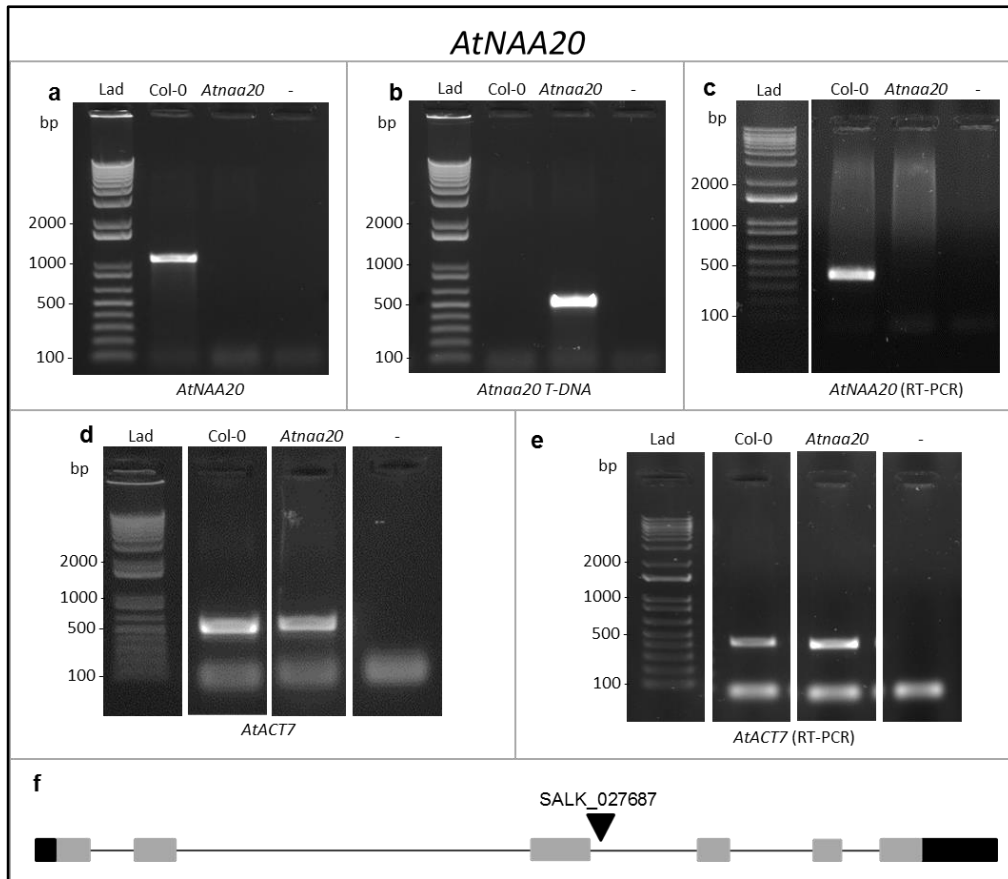 AtNAA20
a
Lad Col-0 Atnaa20 -
bp
2000
1000
500
100
AtNAA20
b
Lad Col-0 Atnaa20 -
bp
2000
1000
500
100
Atnaa20 T-DNA
c
Lad Col-0 Atnaa20 -
bp
2000
1000
500
100
AtNAA20 (RT-PCR)
d
Lad Col-0 Atnaa20 -
bp
2000
1000
500
100
AtACT7
e
Lad Col-0 Atnaa20 -
bp
2000
1000
500
100
AtACT7 (RT-PCR)
f
SALK_027687